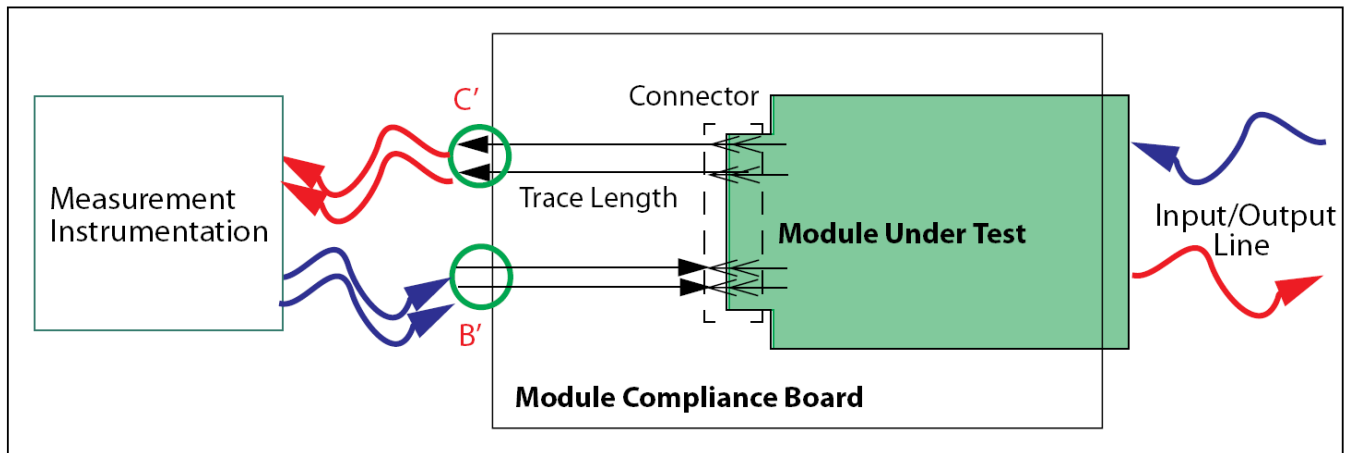 C’
Connector
Measurement
Instrumentation
Trace Length
Module Under Test
Input/Output
Line
B’
Module Compliance Board